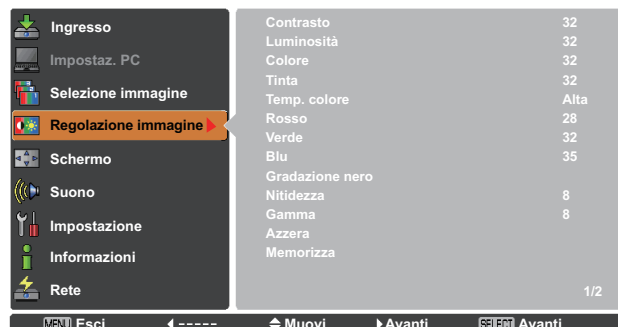 Ingresso
Impostaz. PC
Selezione immagine
Regolazione immagine
Schermo
Suono
Impostazione
Informazioni
Rete
Contrasto 32
Luminosità 32
Colore 32
Tinta 32
Temp. colore Alta
Rosso 28
Verde 32
Blu 35
Gradazione nero
Nitidezza 8
Gamma 8
Azzera
Memorizza
1/2
MENU Esci ----- Muovi Avanti SELECT Avanti